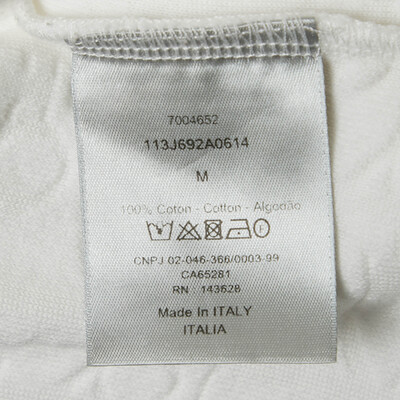 7004652
113J692A0614
M
100% Coton - Cotton - Algodão
CNPJ 02-046-366/0003-99
CA65281
RN : 143628
Made In ITALY
ITALIA